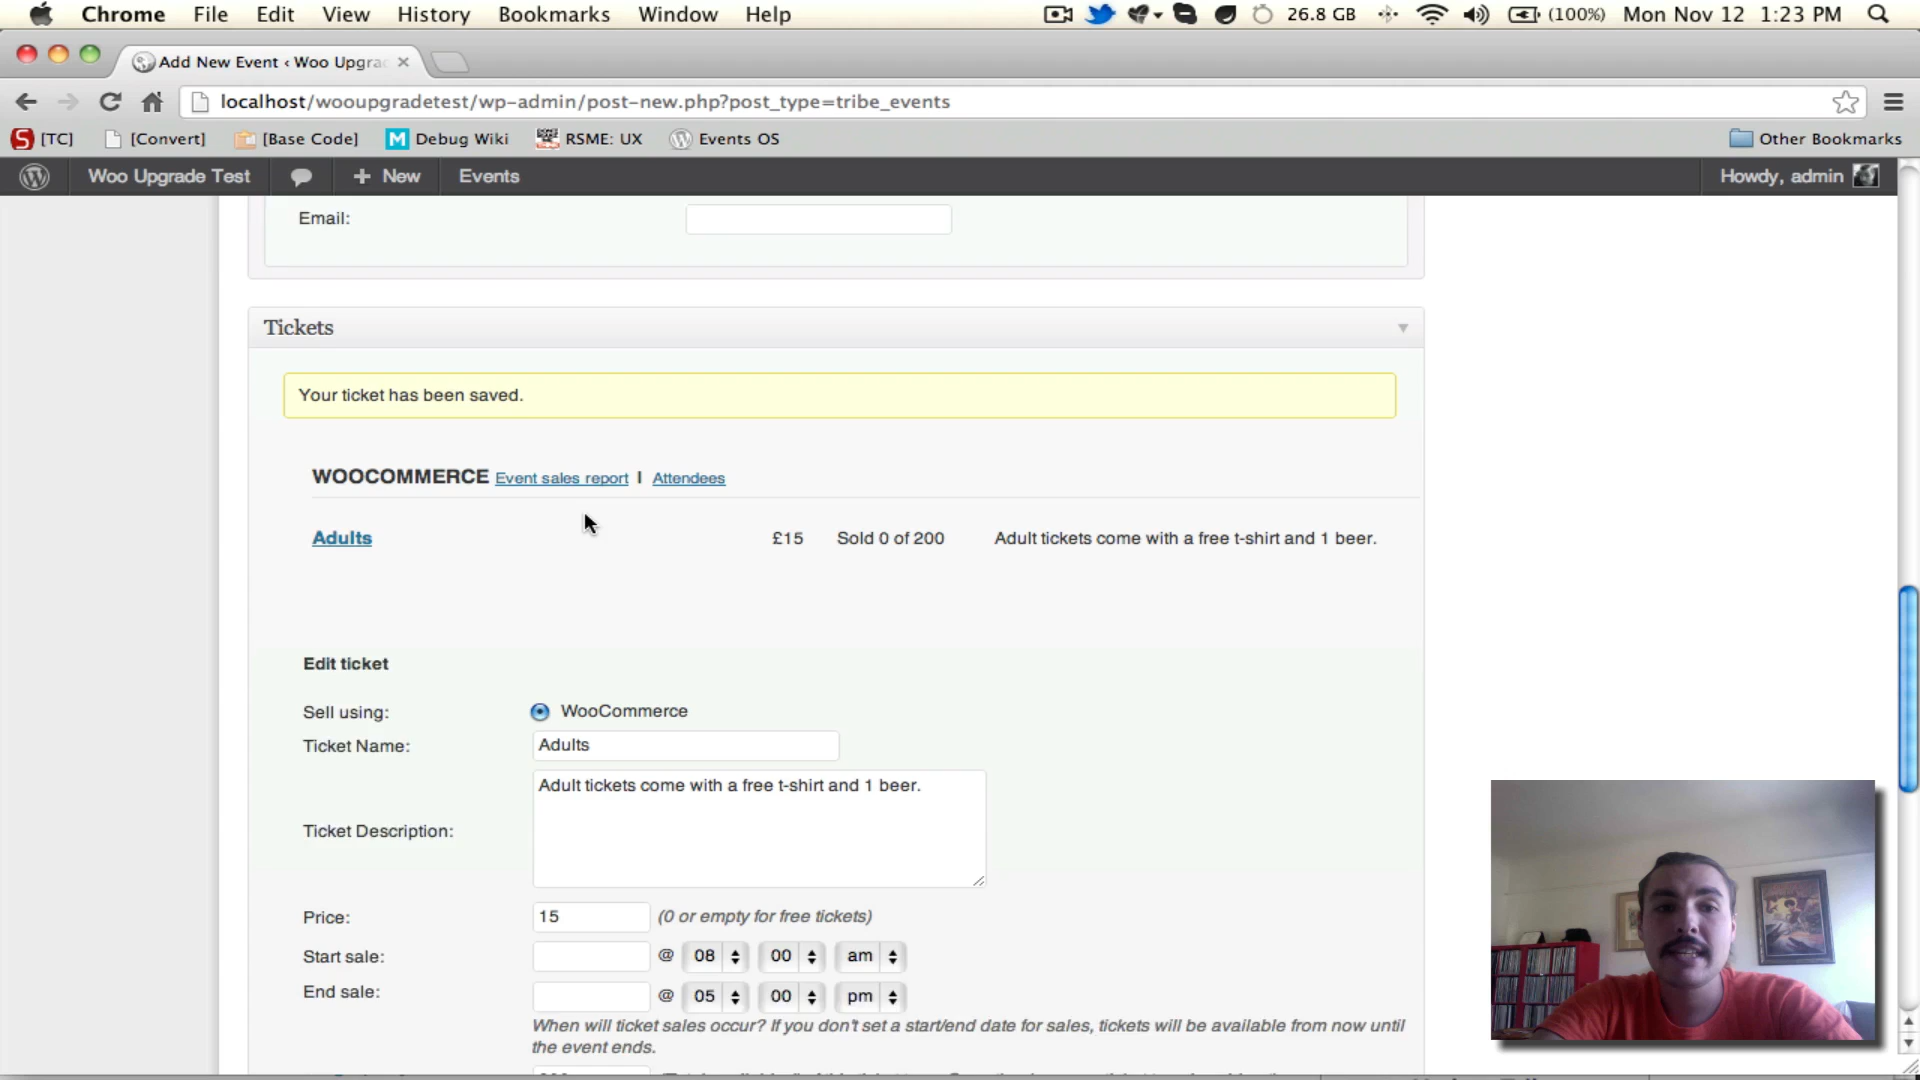 Chrome File Edit View History Bookmarks Window Help 26.8 GB (100%) Mon Nov 12 1:23 PM
Add New Event ‹ Woo Upgra
localhost/wooupgradetest/wp-admin/post-new.php?post_type=tribe_events
[TC] [Convert] [Base Code] Debug Wiki RSME: UX Events OS Other Bookmarks
Woo Upgrade Test + New Events Howdy, admin
Email:
Tickets
Your ticket has been saved.
WOOCOMMERCE Event sales report | Attendees
Adults £15 Sold 0 of 200 Adult tickets come with a free t-shirt and 1 beer.
Edit ticket
Sell using: WooCommerce
Ticket Name: Adults
Adult tickets come with a free t-shirt and 1 beer.
Ticket Description:
Price: 15 (0 or empty for free tickets)
Start sale: @ 08 00 am
End sale: @ 05 00 pm
When will ticket sales occur? If you don't set a start/end date for sales, tickets will be available from now until
the event ends.